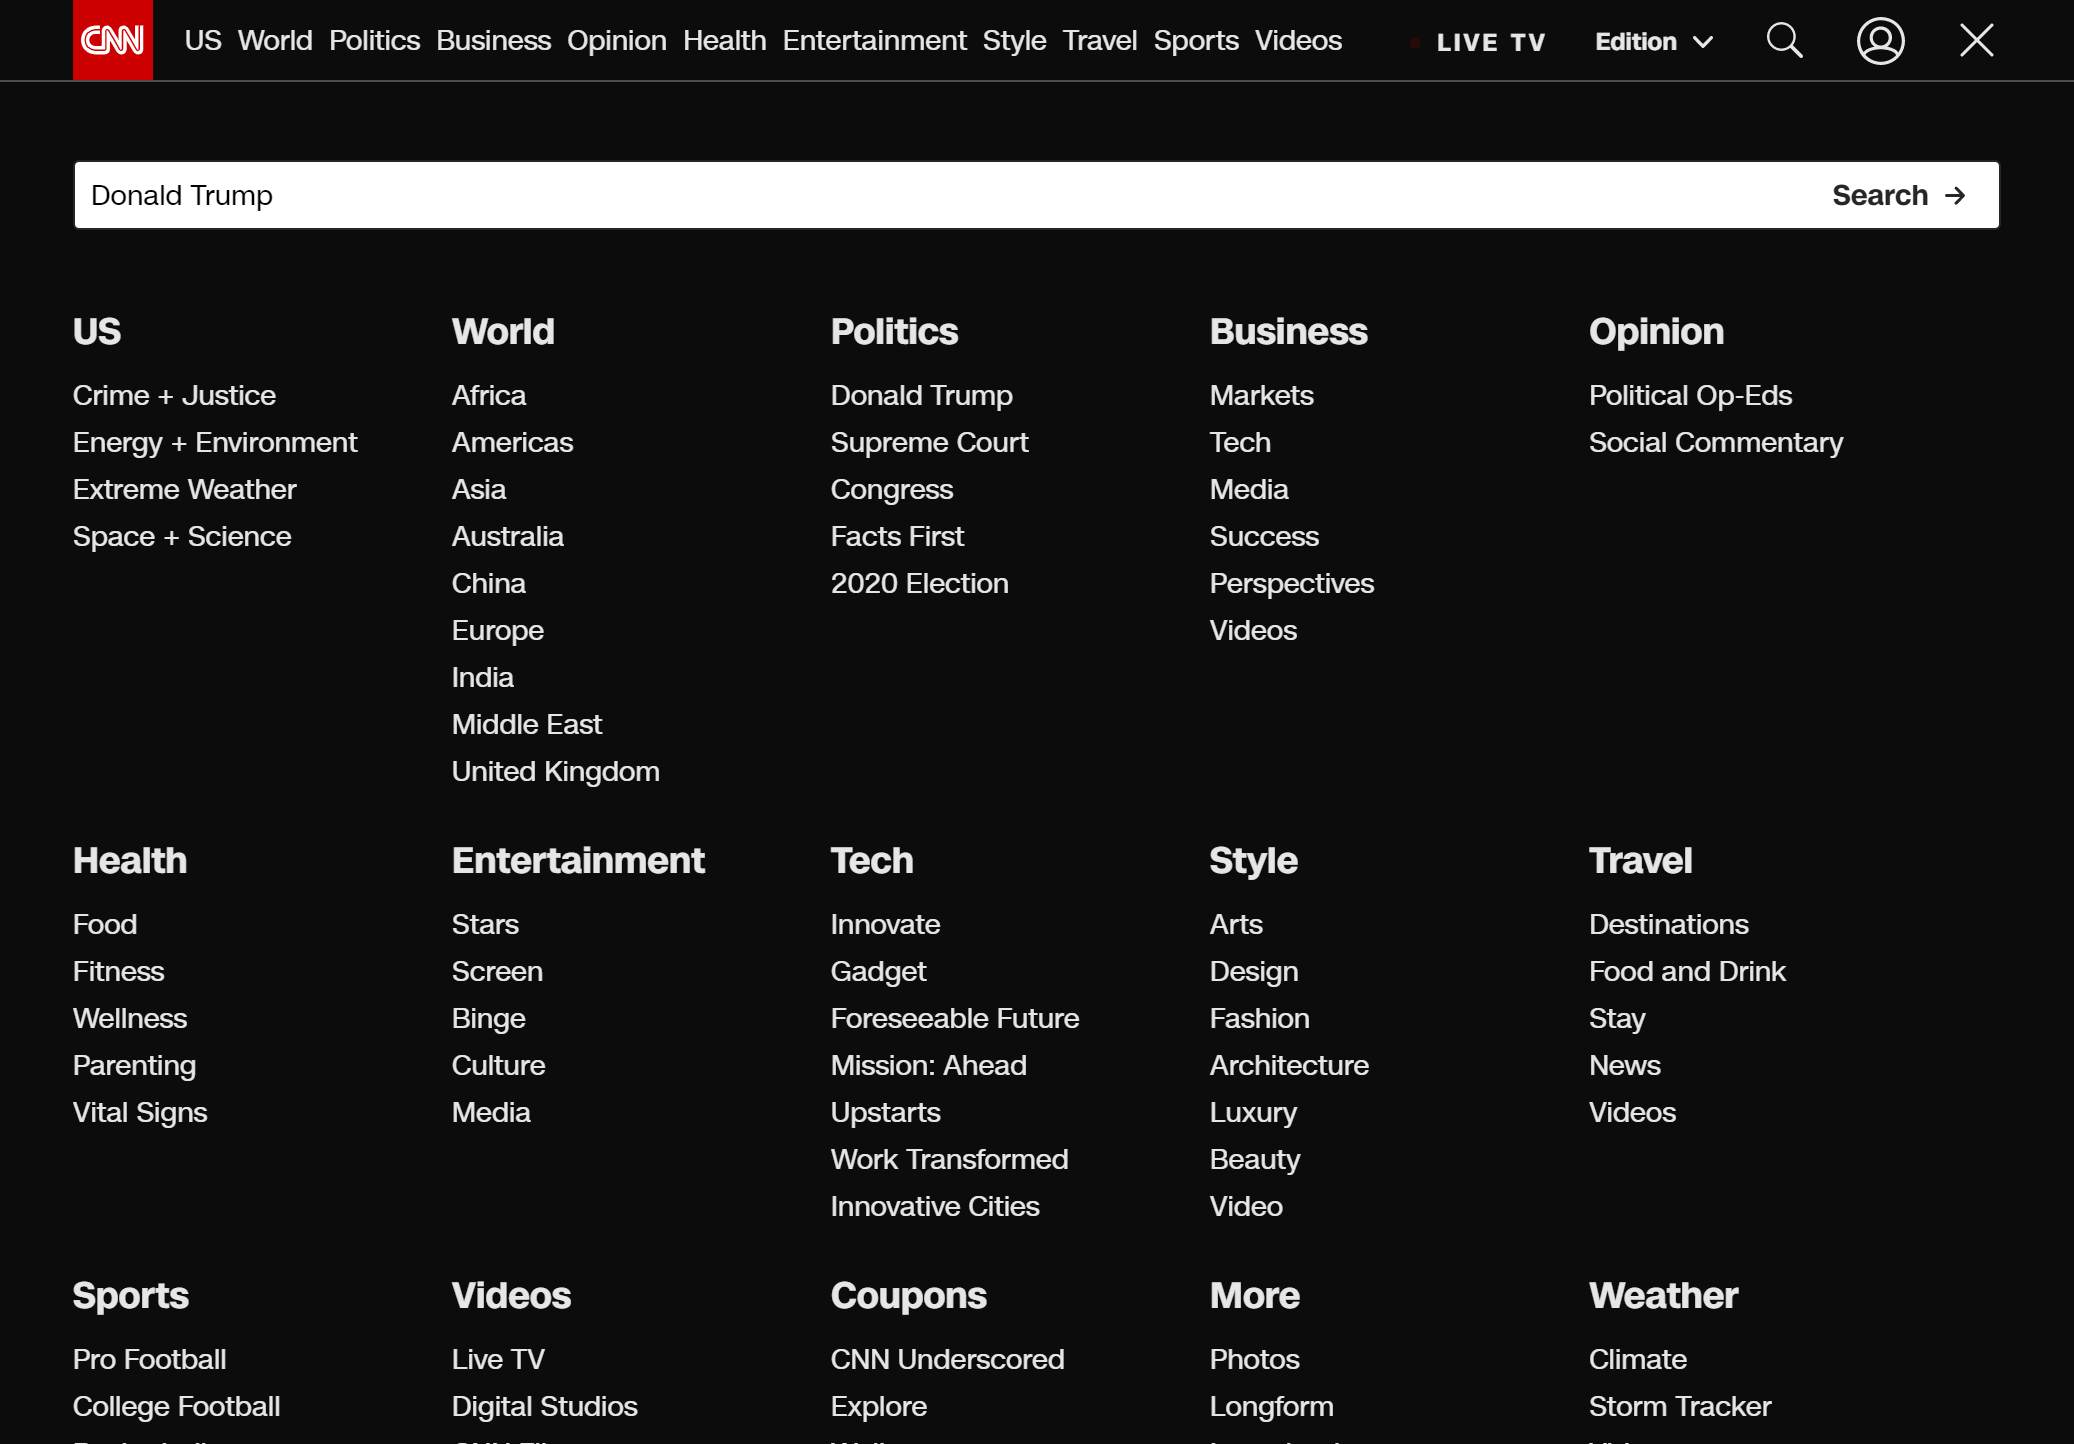 CNN US World Politics Business Opinion Health Entertainment Style Travel Sports Videos LIVE TV Edition
Donald Trump Search →
US
Crime + Justice
Energy + Environment
Extreme Weather
Space + Science
World
Africa
Americas
Asia
Australia
China
Europe
India
Middle East
United Kingdom
Politics
Donald Trump
Supreme Court
Congress
Facts First
2020 Election
Business
Markets
Tech
Media
Success
Perspectives
Videos
Opinion
Political Op-Eds
Social Commentary
Health
Food
Fitness
Wellness
Parenting
Vital Signs
Entertainment
Stars
Screen
Binge
Culture
Media
Tech
Innovate
Gadget
Foreseeable Future
Mission: Ahead
Upstarts
Work Transformed
Innovative Cities
Style
Arts
Design
Fashion
Architecture
Luxury
Beauty
Video
Travel
Destinations
Food and Drink
Stay
News
Videos
Sports
Pro Football
College Football
Videos
Live TV
Digital Studios
Coupons
CNN Underscored
Explore
More
Photos
Longform
Weather
Climate
Storm Tracker